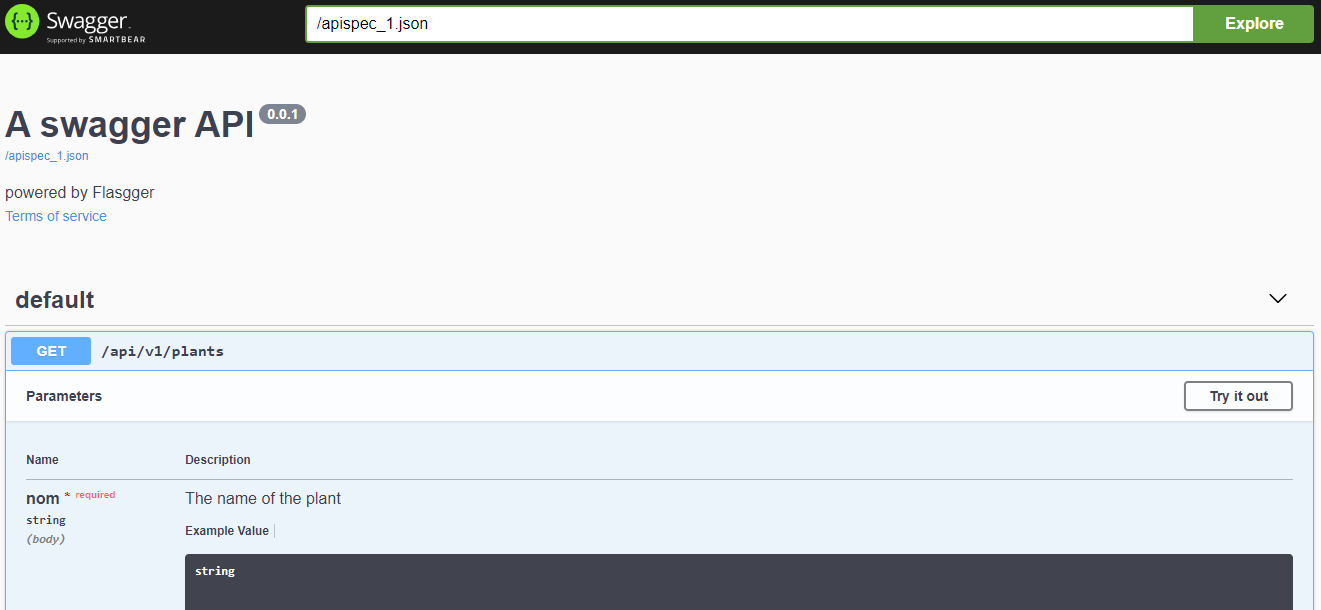 Swagger
Supported by SMARTBEAR
/apispec_1.json
Explore
A swagger API 0.0.1
/apispec_1.json
powered by Flasgger
Terms of service
default
GET /api/v1/plants
Parameters
Try it out
Name Description
nom * required The name of the plant
string
(body)
Example Value
string